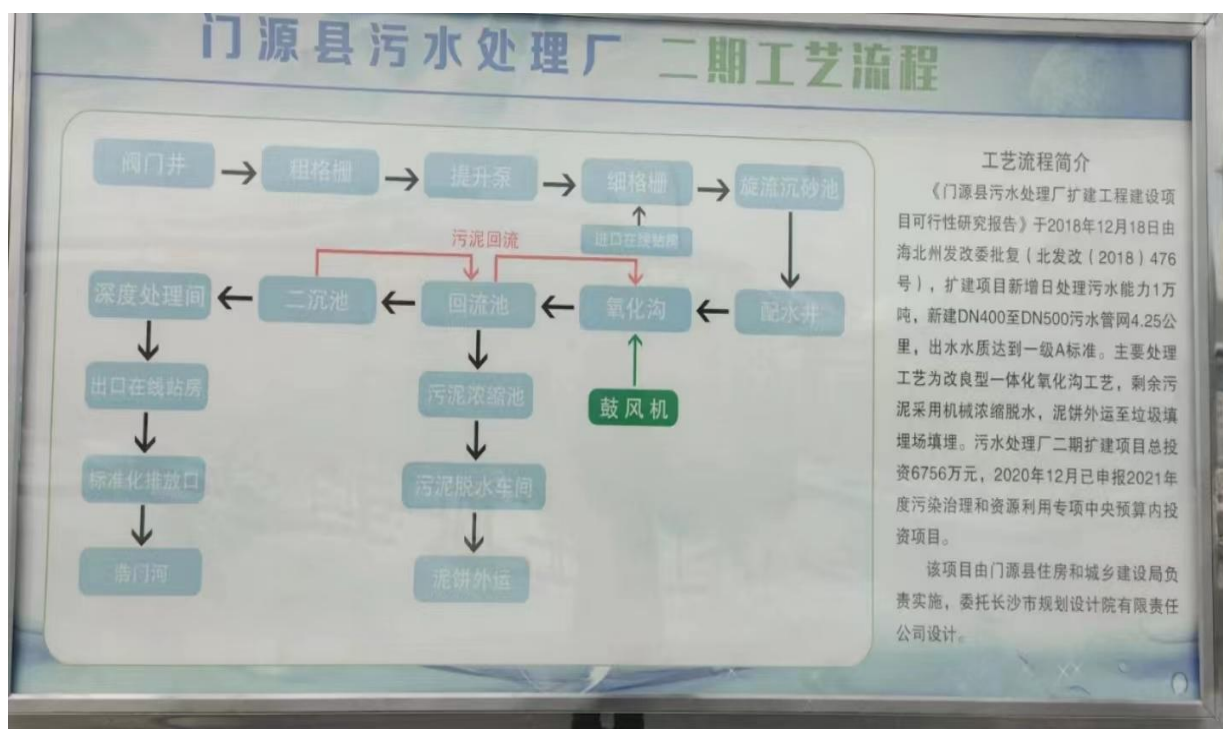 门源县污水处理厂 二期工艺流程
阀门井
粗格栅
提升泵
细格栅
旋流沉砂池
进口在线站房
污泥回流
深度处理间
二沉池
回流池
氧化沟
配水井
出口在线站房
污泥浓缩池
鼓风机
标准化排放口
污泥脱水车间
浩门河
泥饼外运
工艺流程简介
《门源县污水处理厂扩建工程建设项
目可行性研究报告》于2018年12月18日由
海北州发改委批复（北发改（2018）476
号），扩建项目新增日处理污水能力1万
吨，新建DN400至DN500污水管网4.25公
里，出水水质达到一级A标准。主要处理
工艺为改良型一体化氧化沟工艺，剩余污
泥采用机械浓缩脱水，泥饼外运至垃圾填
埋场填埋。污水处理厂二期扩建项目总投
资6756万元，2020年12月已申报2021年
度污染治理和资源利用专项中央预算内投
资项目。
该项目由门源县住房和城乡建设局负
责实施，委托长沙市规划设计院有限责任
公司设计。